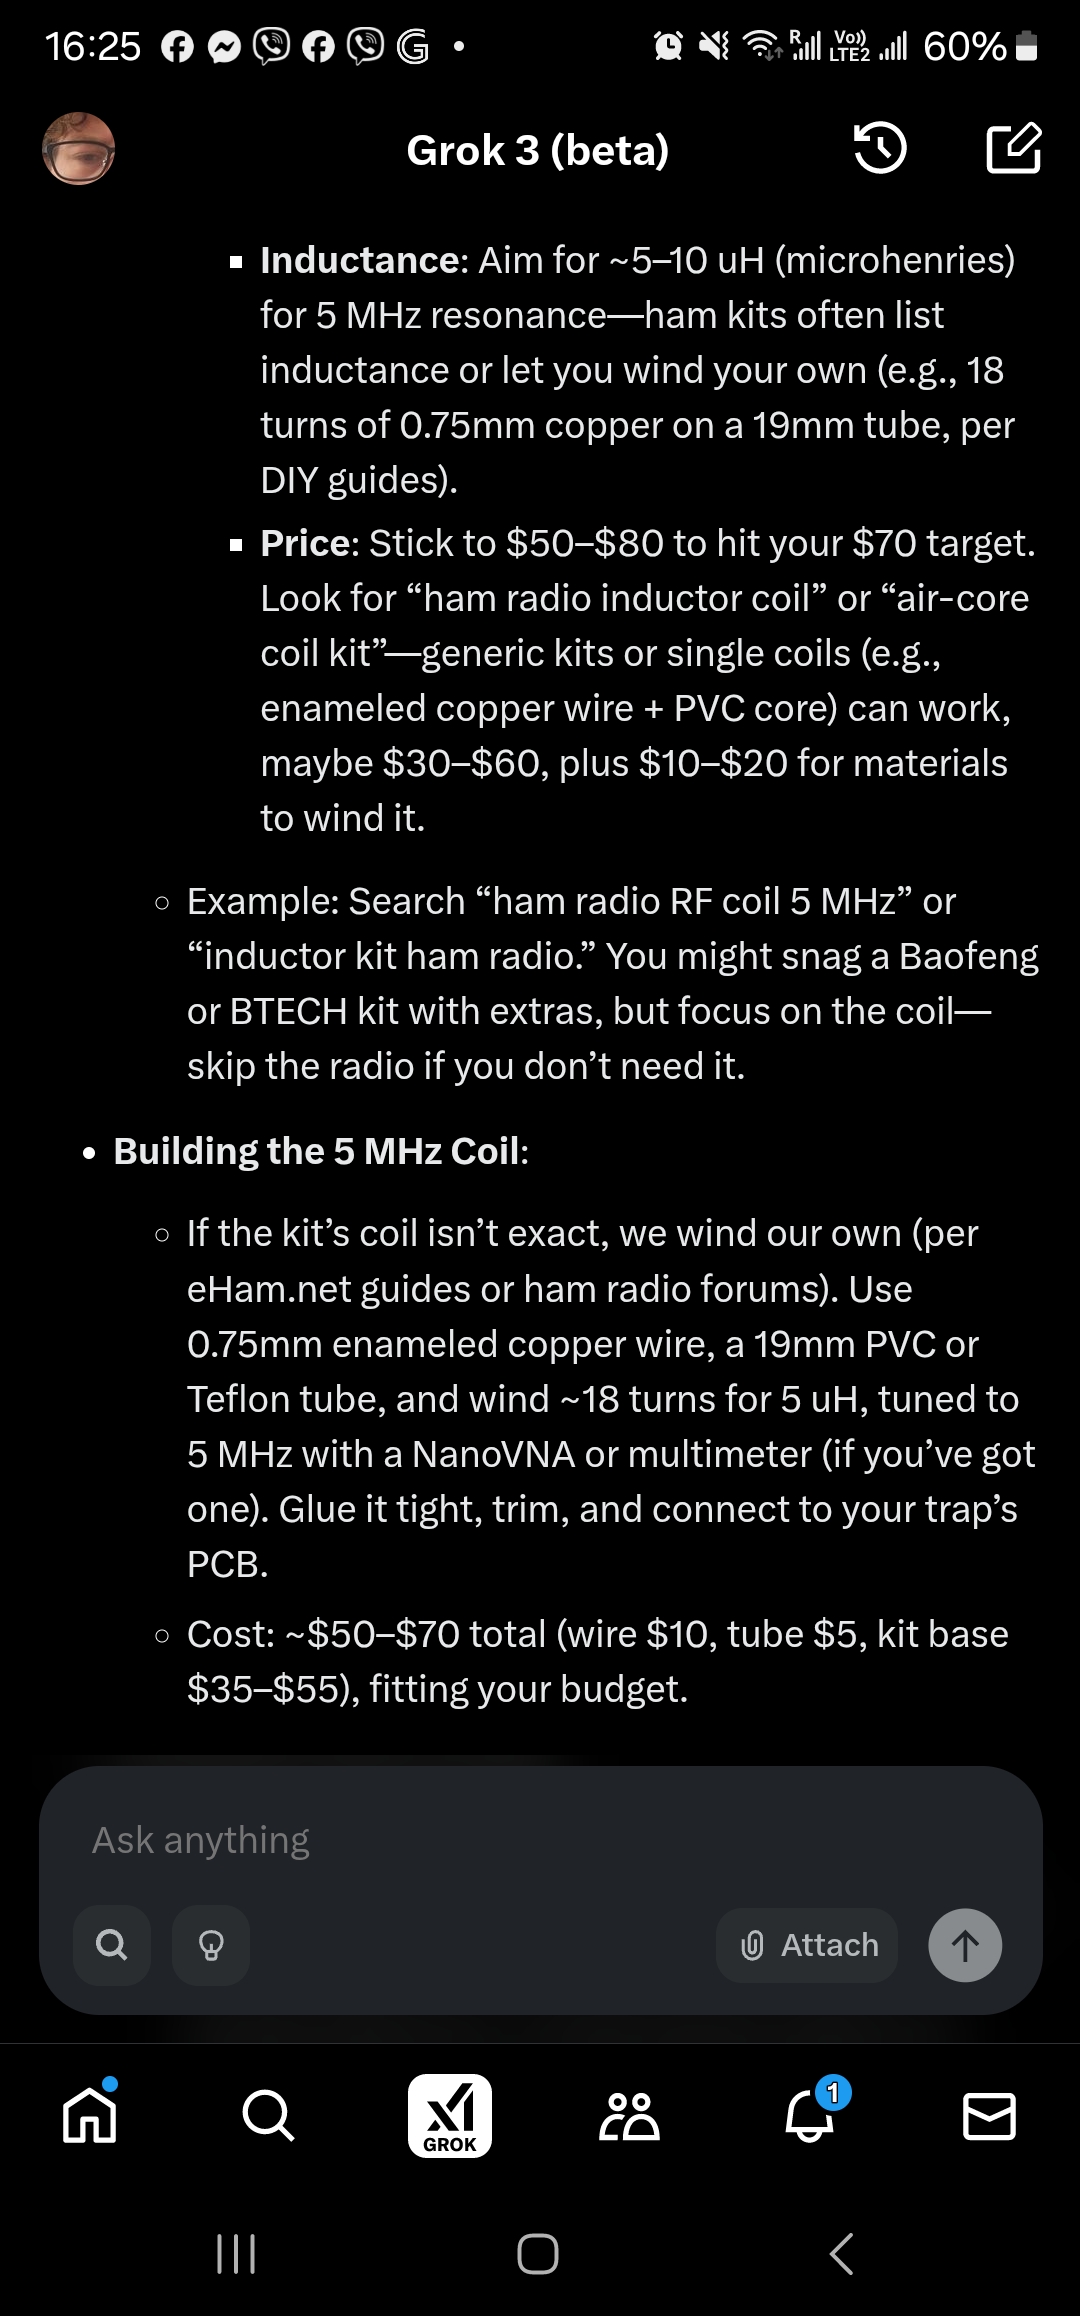 16:25
R
Vo))
LTE2
60%
Grok 3 (beta)
Inductance: Aim for ~5–10 uH (microhenries)
for 5 MHz resonance—ham kits often list
inductance or let you wind your own (e.g., 18
turns of 0.75mm copper on a 19mm tube, per
DIY guides).
Price: Stick to $50–$80 to hit your $70 target.
Look for “ham radio inductor coil” or “air-core
coil kit”—generic kits or single coils (e.g.,
enameled copper wire + PVC core) can work,
maybe $30–$60, plus $10–$20 for materials
to wind it.
Example: Search “ham radio RF coil 5 MHz” or
“inductor kit ham radio.” You might snag a Baofeng
or BTECH kit with extras, but focus on the coil—
skip the radio if you don’t need it.
Building the 5 MHz Coil:
If the kit’s coil isn’t exact, we wind our own (per
eHam.net guides or ham radio forums). Use
0.75mm enameled copper wire, a 19mm PVC or
Teflon tube, and wind ~18 turns for 5 uH, tuned to
5 MHz with a NanoVNA or multimeter (if you’ve got
one). Glue it tight, trim, and connect to your trap’s
PCB.
Cost: ~$50–$70 total (wire $10, tube $5, kit base
$35–$55), fitting your budget.
Ask anything
Attach
GROK
1